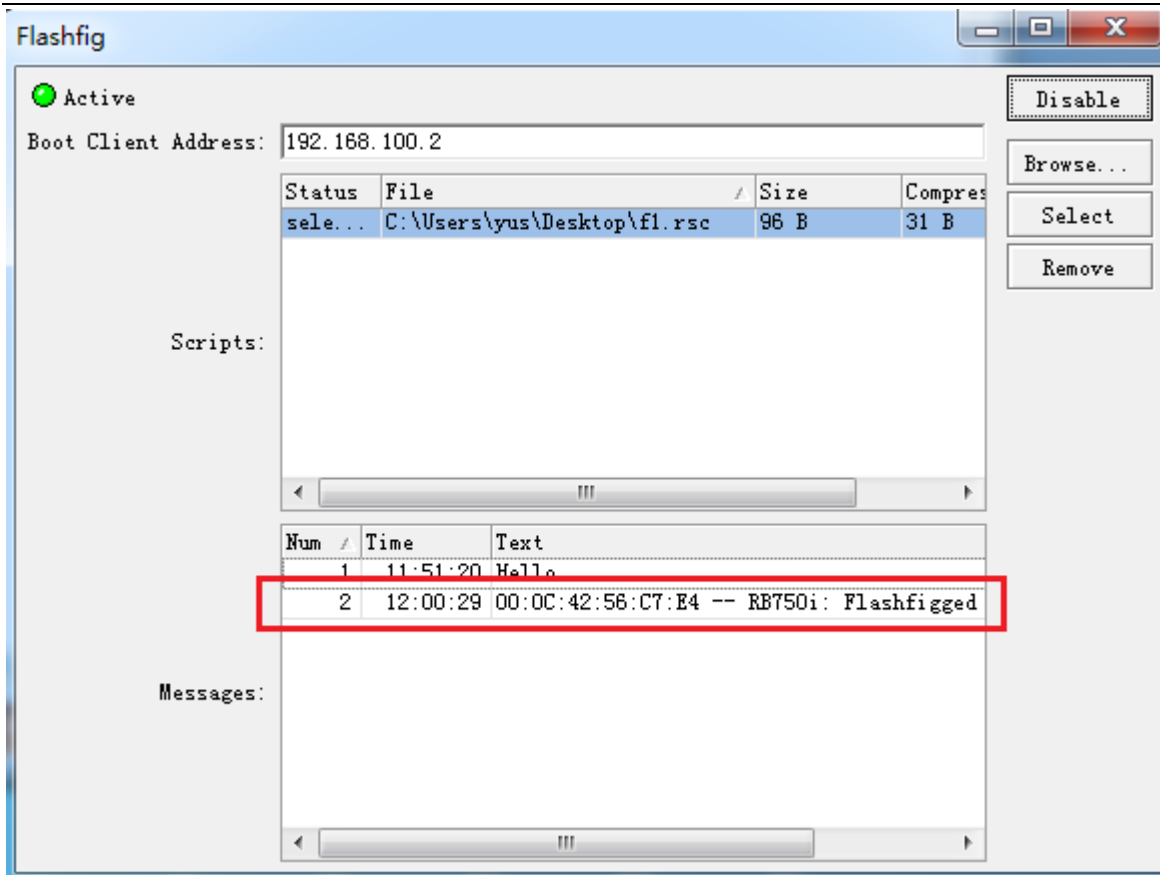 Flashfig
Active
Disable
Boot Client Address: 192.168.100.2
Browse...
Status File Size Compres
sele... C:\Users\yus\Desktop\f1.rsc 96 B 31 B
Select
Remove
Scripts:
Num Time Text
1 11:51:20 Hello
2 12:00:29 00:0C:42:56:C7:E4 -- RB750i: Flashfigged
Messages: